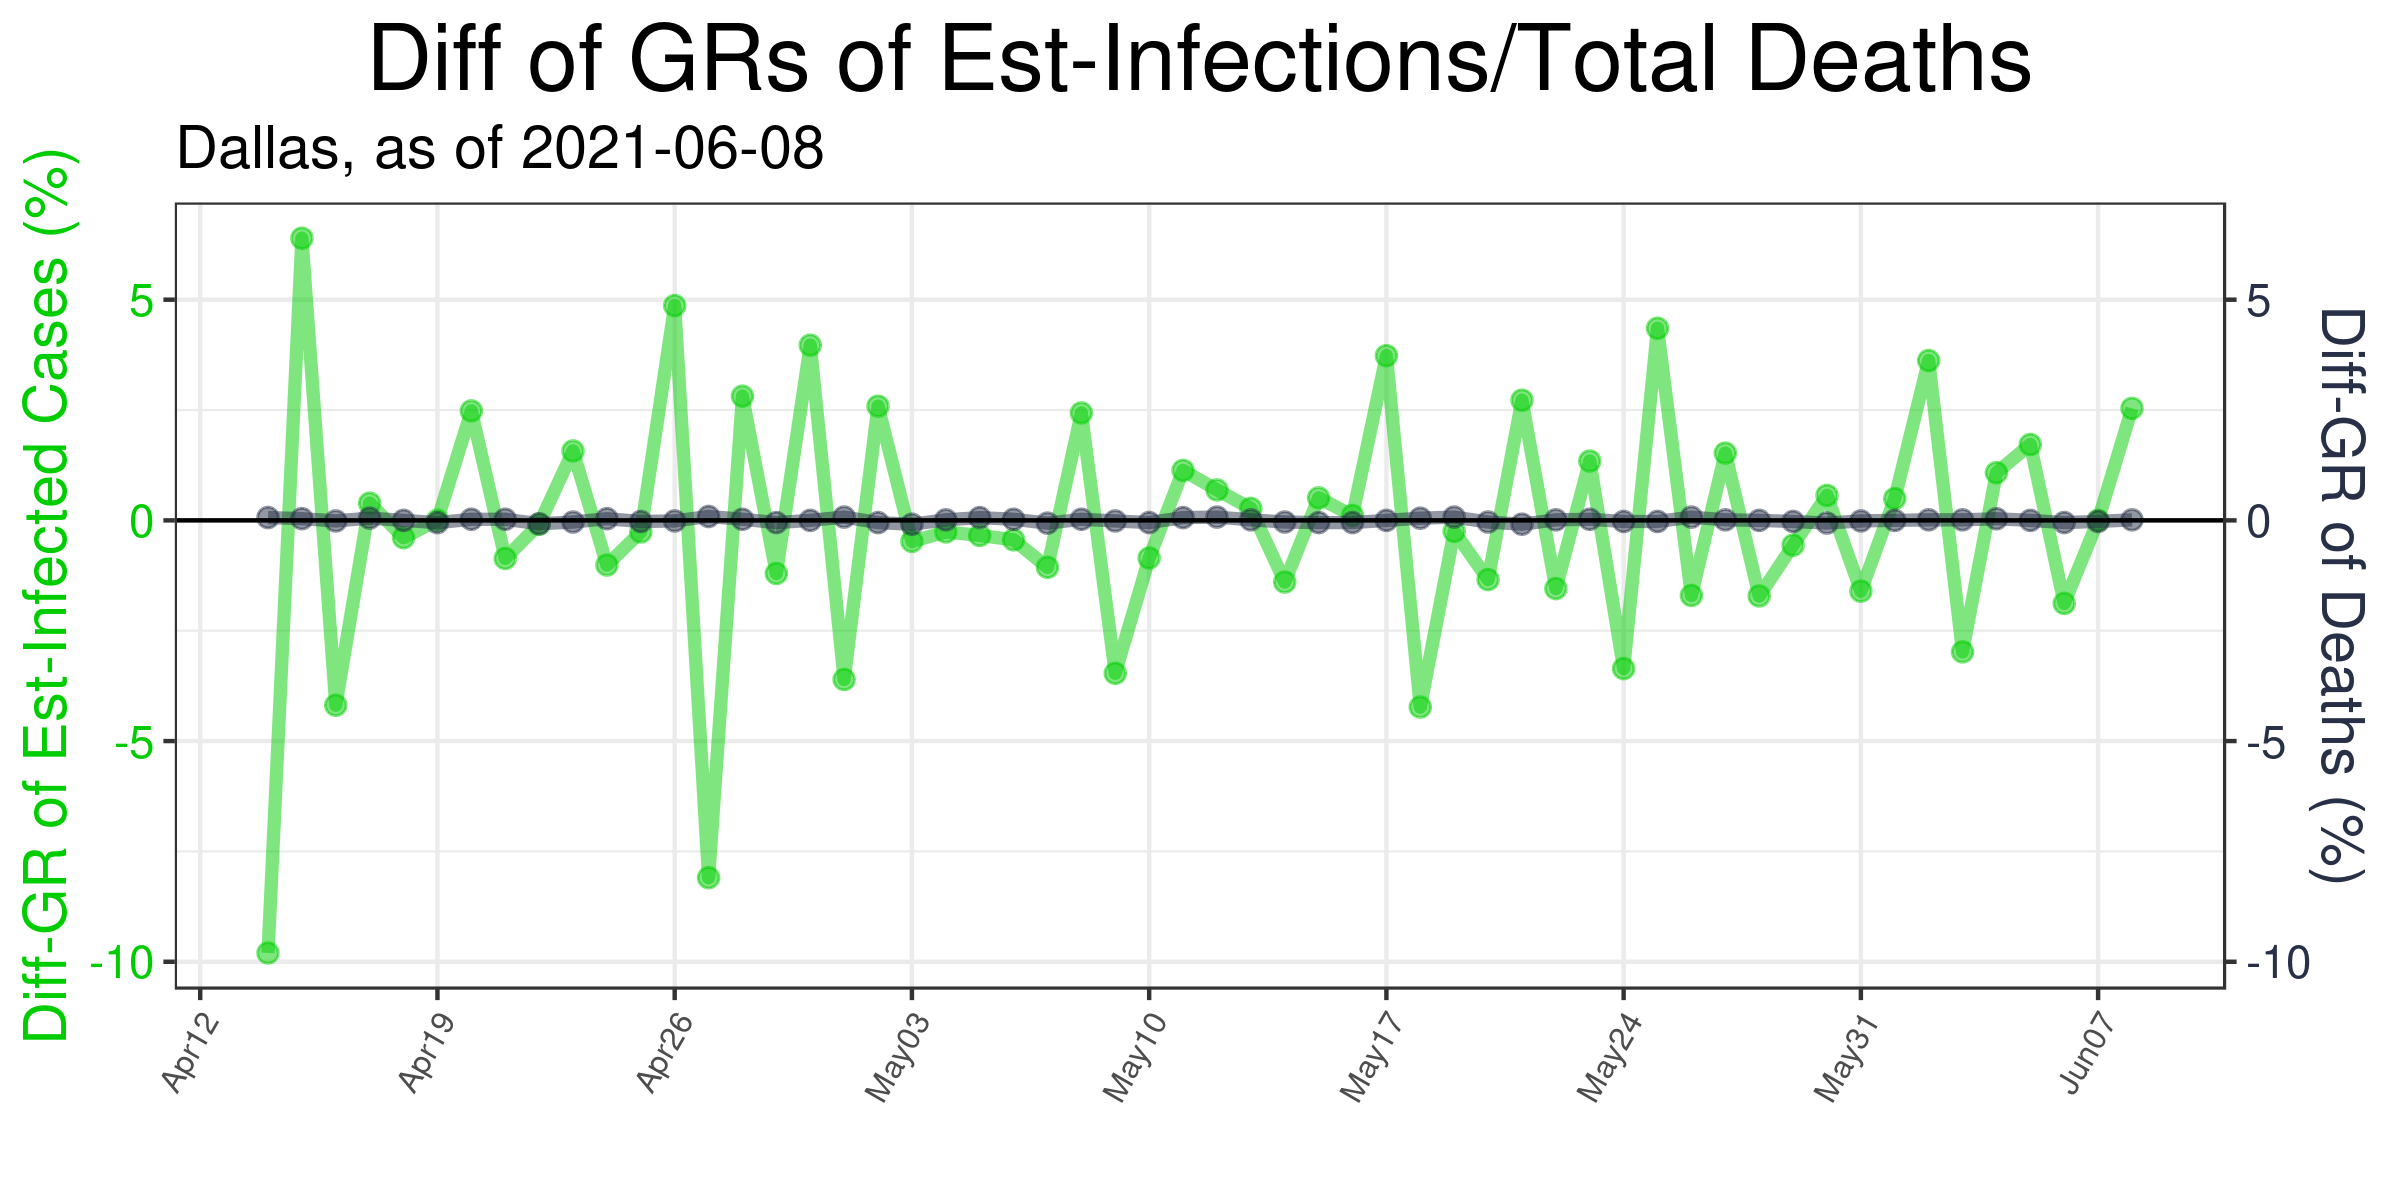 Diff of GRs of Est-Infections/Total Deaths
Dallas, as of 2021-06-08
Diff-GR of Est-Infected Cases (%)
5
0
-5
-10
5
0
-5
-10
Diff-GR of Deaths (%)
Apr12
Apr19
Apr26
May03
May10
May17
May24
May31
Jun07